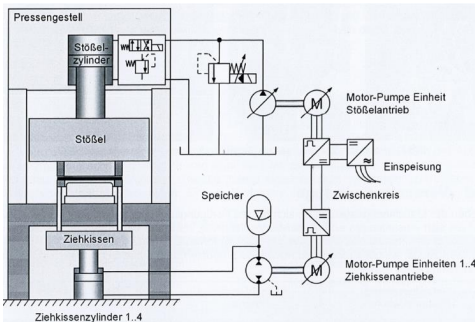 Pressengestell
Stößel-
zylinder
Stößel
Ziehkissen
Ziehkissenzylinder 1..4
M
Motor-Pumpe Einheit
Stößelantrieb
Einspeisung
Zwischenkreis
Speicher
M
Motor-Pumpe Einheiten 1..4
Ziehkissenantriebe